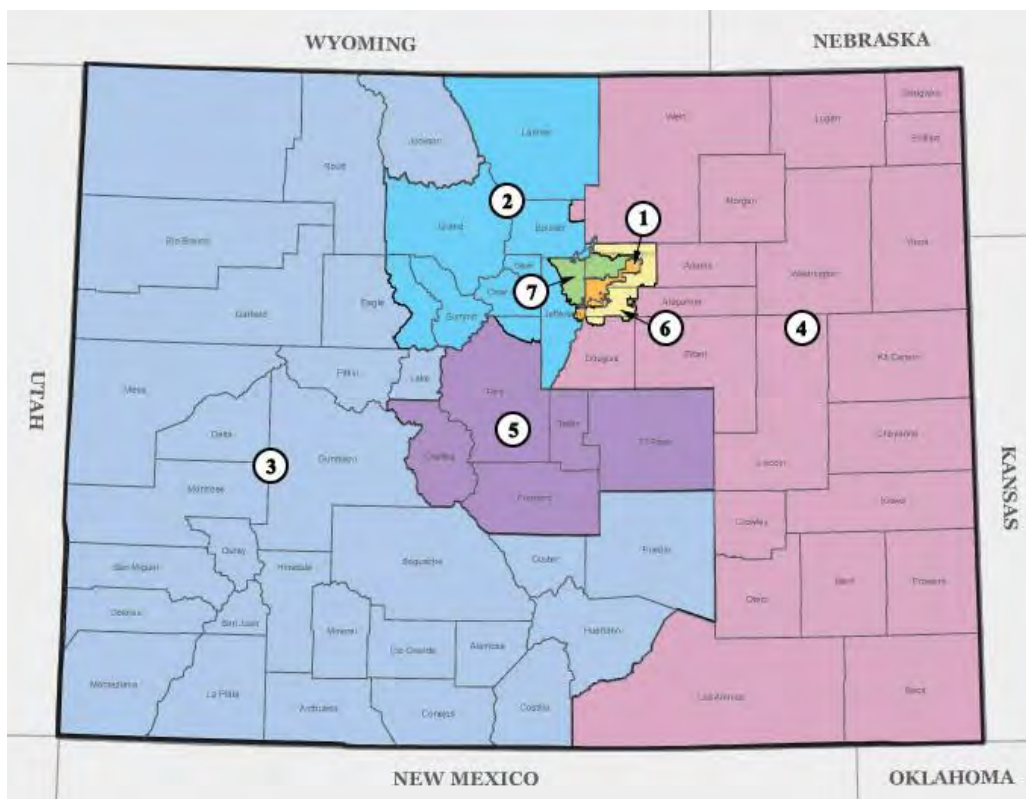 WYOMING
NEBRASKA
Sedgwick
Larimer
Weld
Logan
Phillips
Jackson
Routt
Morgan
2
1
Grand
Boulder
Yuma
Rio Blanco
Adams
Washington
7
Clear
Arapahoe
Eagle
Garfield
Summit
Jefferson
6
4
Douglas
Elbert
Kit Carson
UTAH
Pitkin
Lake
Mesa
Park
Teller
5
El Paso
Delta
Cheyenne
3
Gunnison
Chaffee
Lincoln
KANSAS
Montrose
Fremont
Kiowa
Crowley
Ouray
Custer
Pueblo
San Miguel
Hinsdale
Saguache
Otero
Bent
Prowers
Dolores
San Juan
Mineral
Huerfano
Rio Grande
Alamosa
Montezuma
La Plata
Las Animas
Baca
Archuleta
Conejos
Costilla
NEW MEXICO
OKLAHOMA